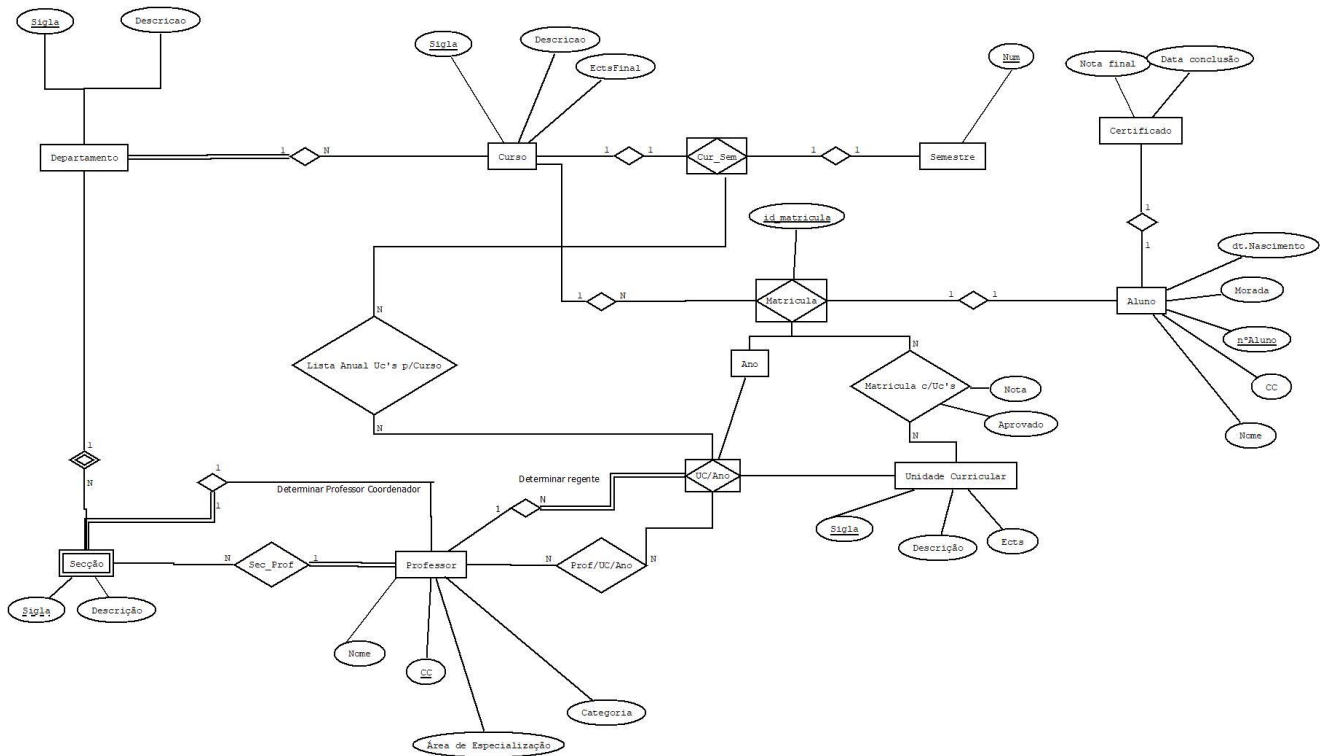 Sigla
Descricao
Sigla
Descricao
EctsFinal
Num
Nota final
Data conclusão
Certificado
Departamento
1
N
Curso
1
1
Cur_Sem
1
1
Semestre
1
1
id_matricula
dt.Nascimento
Morada
nºAluno
CC
Nome
1
N
Matricula
1
1
Aluno
N
Lista Anual Uc's p/Curso
N
Ano
N
Matricula c/Uc's
Nota
Aprovado
N
1
N
1
1
Determinar Professor Coordenador
Determinar regente
1
N
UC/Ano
Unidade Curricular
Sigla
Descrição
Ects
Secção
N
Sec_Prof
1
Professor
N
Prof/UC/Ano
N
Sigla
Descrição
Nome
CC
Categoria
Área de Especialização